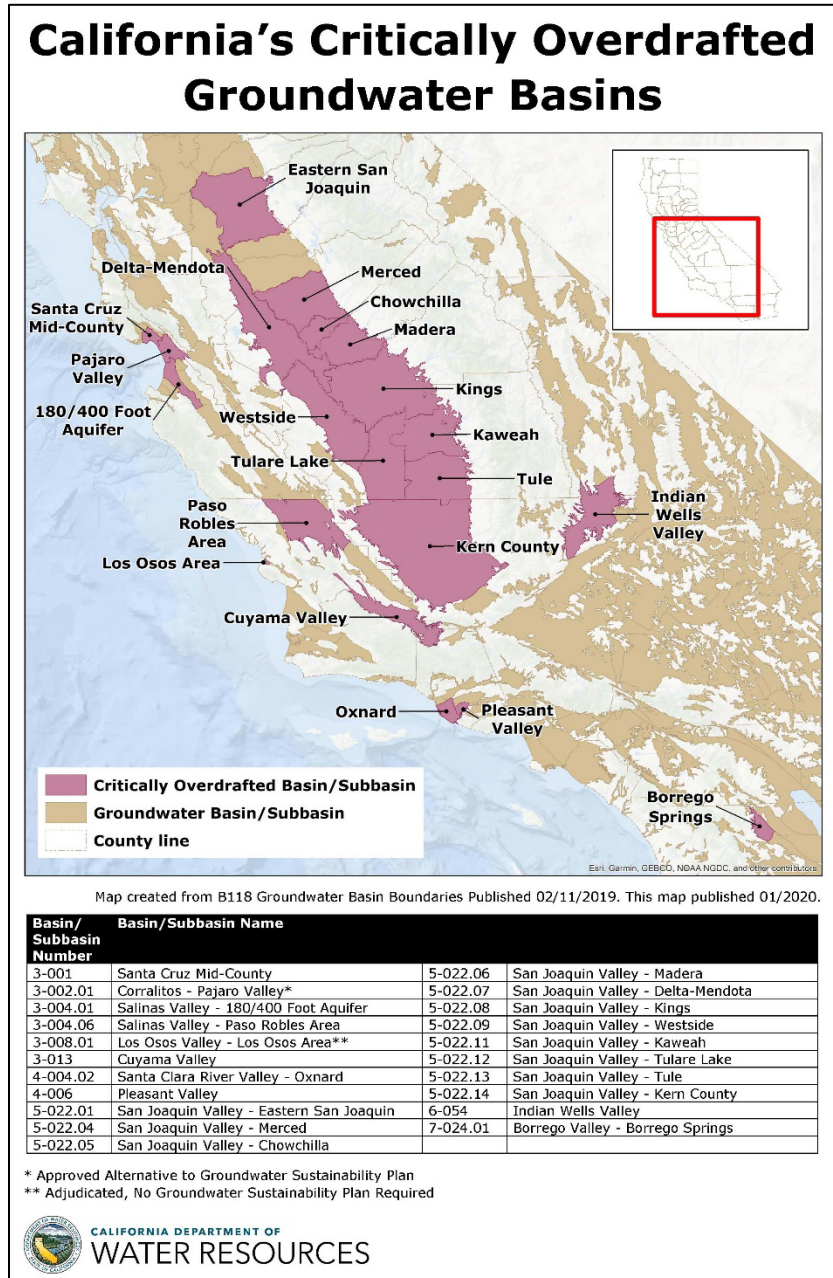 California's Critically Overdrafted
Groundwater Basins
Eastern San
Joaquin
Delta-Mendota
Merced
Chowchilla
Madera
Santa Cruz
Mid-County
Pajaro
Valley
180/400 Foot
Aquifer
Kings
Westside
Kaweah
Tulare Lake
Tule
Paso
Robles
Area
Indian
Wells
Valley
Kern County
Los Osos Area
Cuyama Valley
Oxnard
Pleasant
Valley
Borrego
Springs
Critically Overdrafted Basin/Subbasin
Groundwater Basin/Subbasin
County line
Esri, Garmin, GEBCO, NOAA NGDC, and other contributors
Map created from B118 Groundwater Basin Boundaries Published 02/11/2019. This map published 01/2020.
Basin/ Basin/Subbasin Name
Subbasin
Number
3-001 Santa Cruz Mid-County 5-022.06 San Joaquin Valley - Madera
3-002.01 Corralitos - Pajaro Valley* 5-022.07 San Joaquin Valley - Delta-Mendota
3-004.01 Salinas Valley - 180/400 Foot Aquifer 5-022.08 San Joaquin Valley - Kings
3-004.06 Salinas Valley - Paso Robles Area 5-022.09 San Joaquin Valley - Westside
3-008.01 Los Osos Valley - Los Osos Area** 5-022.11 San Joaquin Valley - Kaweah
3-013 Cuyama Valley 5-022.12 San Joaquin Valley - Tulare Lake
4-004.02 Santa Clara River Valley - Oxnard 5-022.13 San Joaquin Valley - Tule
4-006 Pleasant Valley 5-022.14 San Joaquin Valley - Kern County
5-022.01 San Joaquin Valley - Eastern San Joaquin 6-054 Indian Wells Valley
5-022.04 San Joaquin Valley - Merced 7-024.01 Borrego Valley - Borrego Springs
5-022.05 San Joaquin Valley - Chowchilla
* Approved Alternative to Groundwater Sustainability Plan
** Adjudicated, No Groundwater Sustainability Plan Required
CALIFORNIA DEPARTMENT OF
WATER RESOURCES